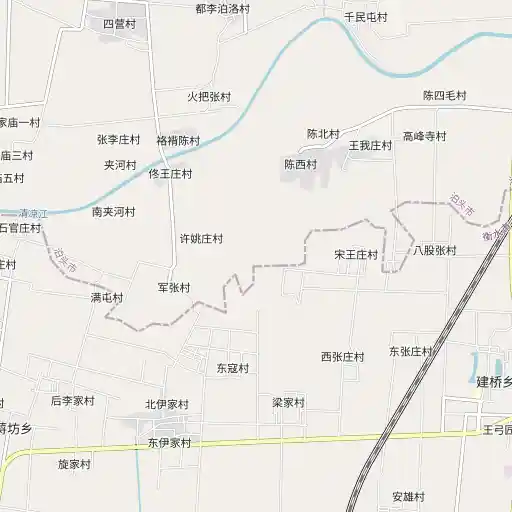 都李泊洛村
千民屯村
四营村
火把张村
陈四毛村
家庙一村
陈北村
高峰寺村
张李庄村
袼褙陈村
王我庄村
庙三村
夹河村
陈西村
佟王庄村
庙五村
泊头市
清凉江
南夹河村
石官庄村
衡水市
许姚庄村
泊头市
宋王庄村
八股张村
庄村
军张村
满屯村
东张庄村
西张庄村
东寇村
建桥乡
后李家村
北伊家村
梁家村
村
坊乡
王弓匠
东伊家村
旋家村
安雄村